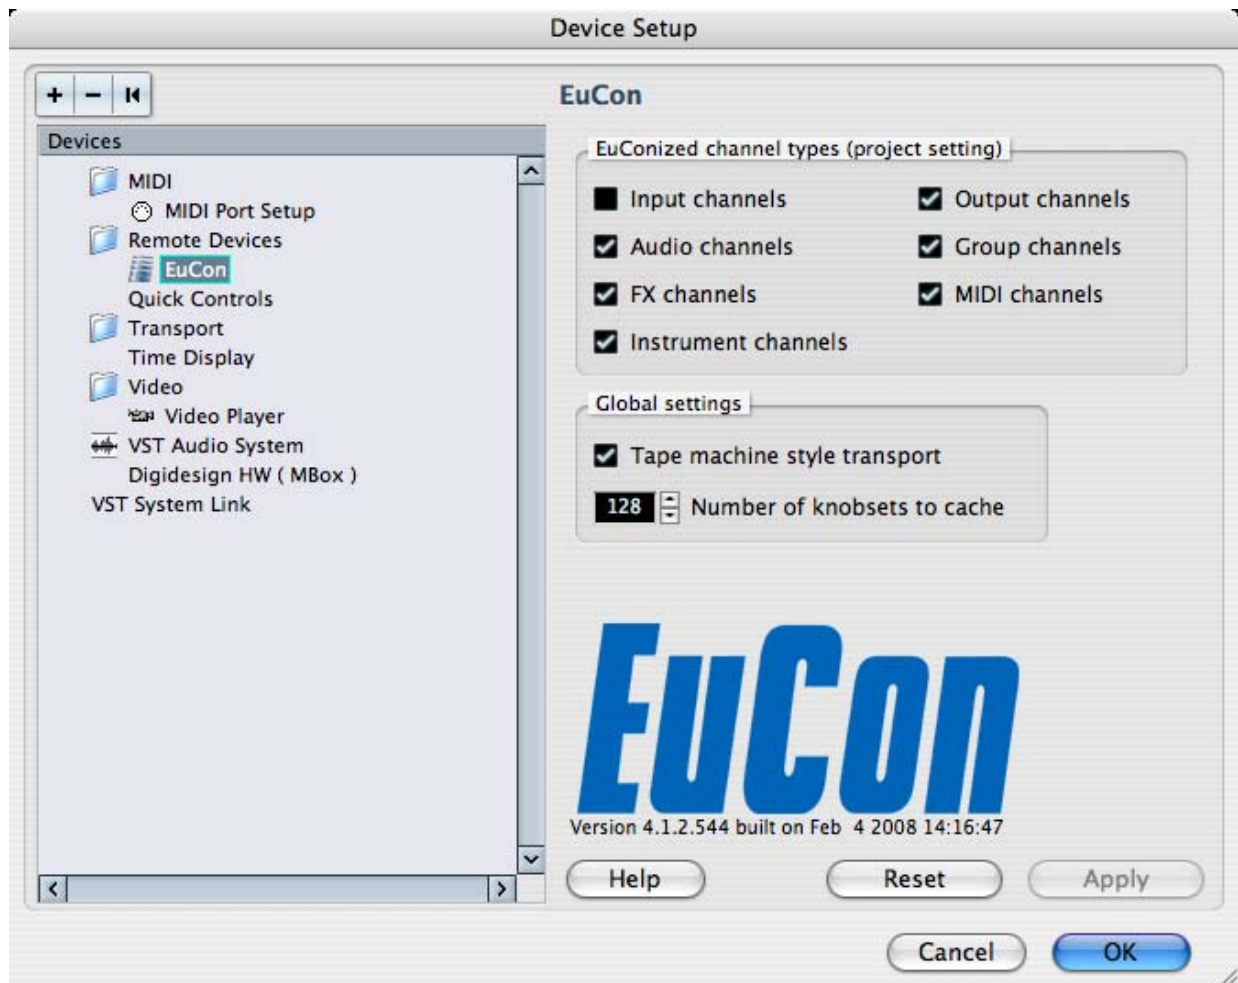 Device Setup
Devices
MIDI
MIDI Port Setup
Remote Devices
EuCon
Quick Controls
Transport
Time Display
Video
Video Player
VST Audio System
Digidesign HW ( MBox )
VST System Link
EuCon
EuConized channel types (project setting)
Input channels
Output channels
Audio channels
Group channels
FX channels
MIDI channels
Instrument channels
Global settings
Tape machine style transport
128 Number of knobsets to cache
EuCon
Version 4.1.2.544 built on Feb 4 2008 14:16:47
Help
Reset
Apply
Cancel
OK